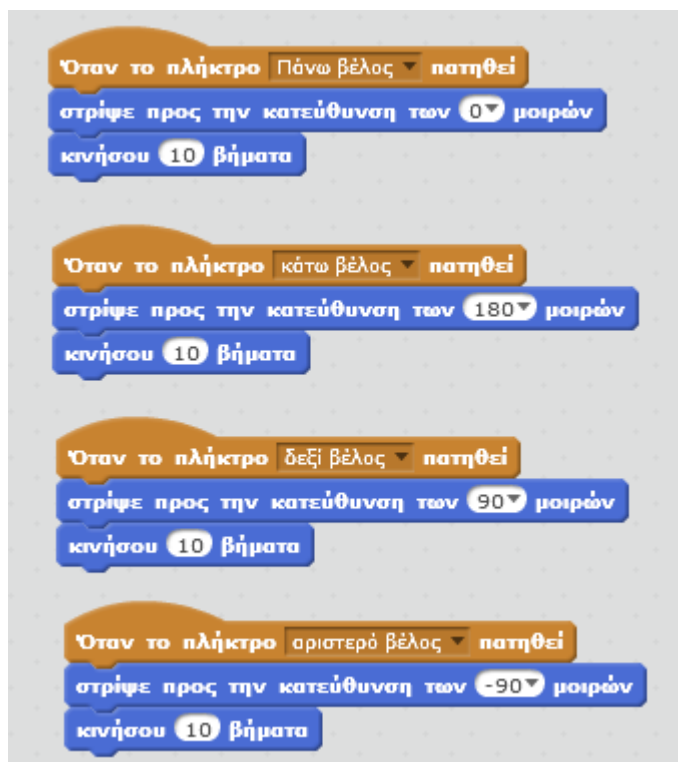 Όταν το πλήκτρο Πάνω βέλος πατηθεί
στρίψε προς την κατεύθυνση των 0 μοιρών
κινήσου 10 βήματα
Όταν το πλήκτρο κάτω βέλος πατηθεί
στρίψε προς την κατεύθυνση των 180 μοιρών
κινήσου 10 βήματα
Όταν το πλήκτρο δεξί βέλος πατηθεί
στρίψε προς την κατεύθυνση των 90 μοιρών
κινήσου 10 βήματα
Όταν το πλήκτρο αριστερό βέλος πατηθεί
στρίψε προς την κατεύθυνση των -90 μοιρών
κινήσου 10 βήματα